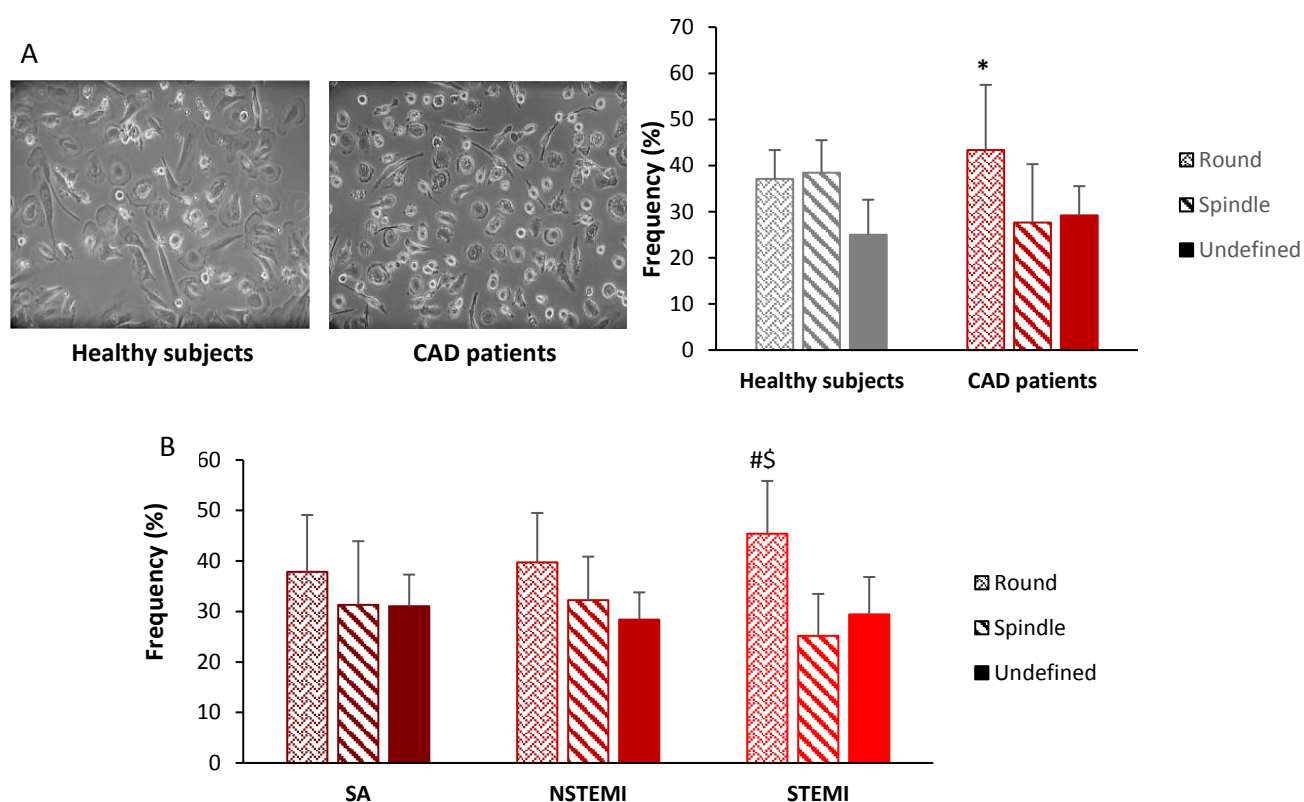 A
Healthy subjects
CAD patients
Frequency (%)
70
60
50
40
30
20
10
0
*
Healthy subjects
CAD patients
Round
Spindle
Undefined
B
Frequency (%)
60
50
40
30
20
10
0
#$
SA
NSTEMI
STEMI
Round
Spindle
Undefined